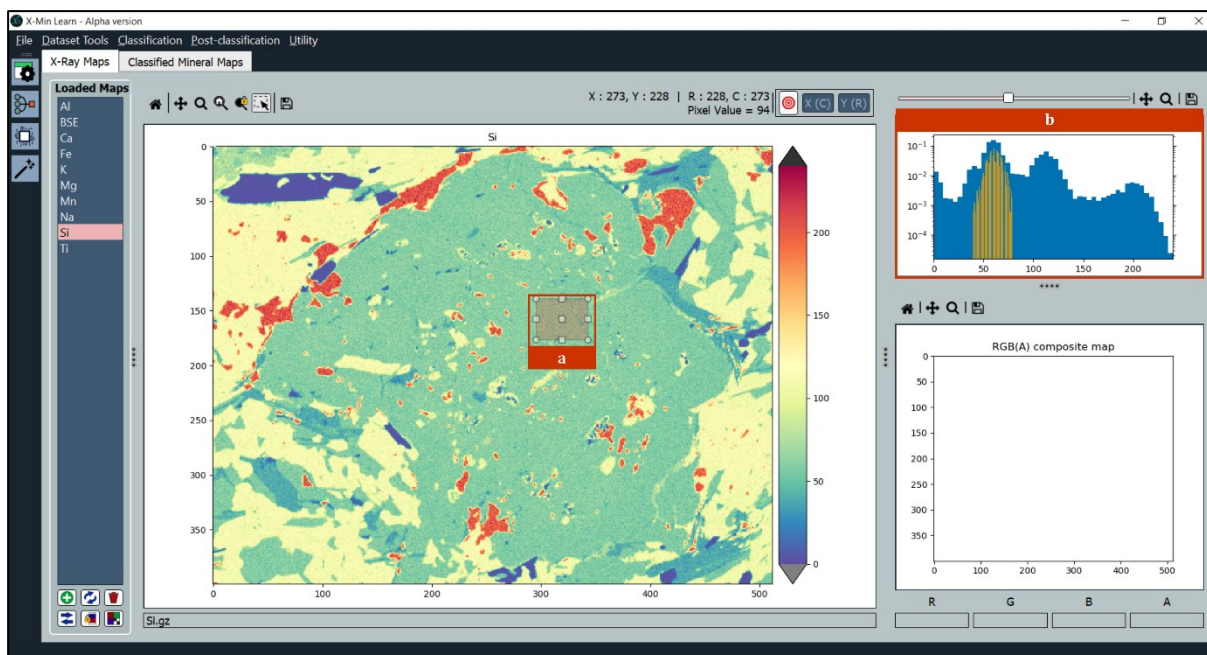 X-Min Learn - Alpha version
File Dataset Tools Classification Post-classification Utility
X-Ray Maps Classified Mineral Maps
Loaded Maps
Al
BSE
Ca
Fe
K
Mg
Mn
Na
Si
Ti
X : 273, Y : 228 | R : 228, C : 273
Pixel Value = 94
X (C) Y (R)
Si
0
50
100
150
200
250
300
350
0 100 200 300 400 500
a
200
150
100
50
0
Si.gz
b
10⁻¹
10⁻²
10⁻³
10⁻⁴
0 50 100 150 200
RGB(A) composite map
0
50
100
150
200
250
300
350
0 100 200 300 400 500
R G B A